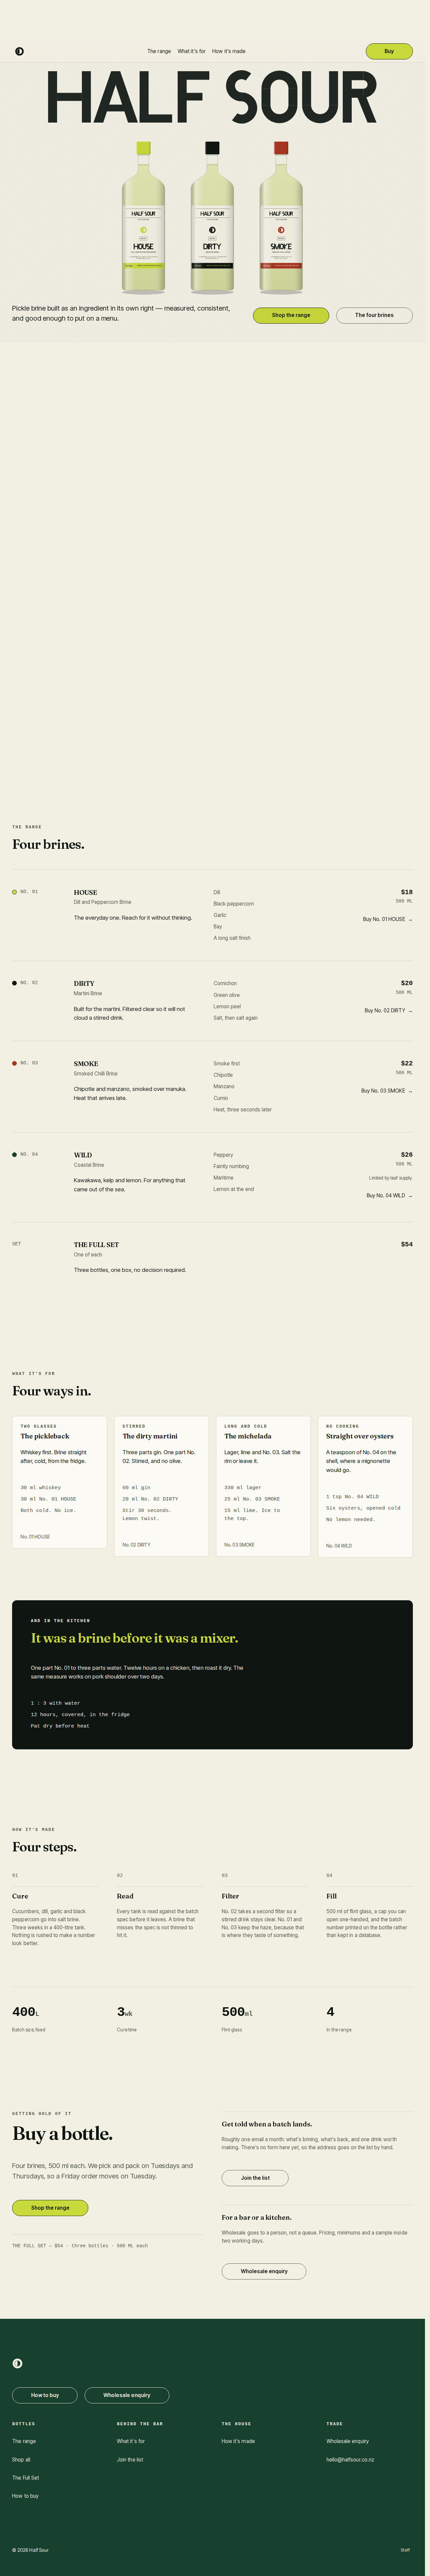 The range What it's for How it's made Buy
HALF SOUR
HALF SOUR HALF SOUR HALF SOUR
HOUSE DIRTY SMOKE
Pickle brine built as an ingredient in its own right — measured, consistent,
and good enough to put on a menu.
Shop the range The four brines
THE RANGE
Four brines.
NO. 01
HOUSE
Dill and Peppercorn Brine
The everyday one. Reach for it without thinking.
Dill
Black peppercorn
Garlic
Bay
A long salt finish
$18
500 ML
Buy No. 01 HOUSE →
NO. 02
DIRTY
Martini Brine
Built for the martini. Filtered clear so it will not
cloud a stirred drink.
Cornichon
Green olive
Lemon peel
Salt, then salt again
$20
500 ML
Buy No. 02 DIRTY →
NO. 03
SMOKE
Smoked Chilli Brine
Chipotle and manzano, smoked over manuka.
Heat that arrives late.
Smoke first
Chipotle
Manzano
Cumin
Heat, three seconds later
$22
500 ML
Buy No. 03 SMOKE →
NO. 04
WILD
Coastal Brine
Kawakawa, kelp and lemon. For anything that
came out of the sea.
Peppery
Faintly numbing
Maritime
Lemon at the end
$26
500 ML
Limited by leaf supply.
Buy No. 04 WILD →
SET
THE FULL SET
One of each
Three bottles, one box, no decision required.
$54
WHAT IT'S FOR
Four ways in.
TWO GLASSES
The pickleback
Whiskey first. Brine straight
after, cold, from the fridge.
30 ml whiskey
30 ml No. 01 HOUSE
Both cold. No ice.
No. 01 HOUSE
STIRRED
The dirty martini
Three parts gin. One part No.
02. Stirred, and no olive.
60 ml gin
20 ml No. 02 DIRTY
Stir 30 seconds.
Lemon twist.
No. 02 DIRTY
LONG AND COLD
The michelada
Lager, lime and No. 03. Salt the
rim or leave it.
330 ml lager
25 ml No. 03 SMOKE
15 ml lime. Ice to
the top.
No. 03 SMOKE
NO COOKING
Straight over oysters
A teaspoon of No. 04 on the
shell, where a mignonette
would go.
1 tsp No. 04 WILD
Six oysters, opened cold
No lemon needed.
No. 04 WILD
AND IN THE KITCHEN
It was a brine before it was a mixer.
One part No. 01 to three parts water. Twelve hours on a chicken, then roast it dry. The
same measure works on pork shoulder over two days.
1 : 3 with water
12 hours, covered, in the fridge
Pat dry before heat
HOW IT'S MADE
Four steps.
01
Cure
Cucumbers, dill, garlic and black
peppercorn go into salt brine.
Three weeks in a 400-litre tank.
Nothing is rushed to make a number
look better.
02
Read
Every tank is read against the batch
spec before it leaves. A brine that
misses the spec is not thinned to
hit it.
03
Filter
No. 02 takes a second filter so a
stirred drink stays clear. No. 01 and
No. 03 keep the haze, because that
is where they taste of something.
04
Fill
500 ml of flint glass, a cap you can
open one-handed, and the batch
number printed on the bottle rather
than kept in a database.
400L
Batch size, feed
3wk
Cure time
500ml
Flint glass
4
In the range
GETTING HOLD OF IT
Buy a bottle.
Four brines, 500 ml each. We pick and pack on Tuesdays and
Thursdays, so a Friday order moves on Tuesday.
Shop the range
THE FULL SET — $54 · three bottles · 500 ML each
Get told when a batch lands.
Roughly one email a month: what's brining, what's back, and one drink worth
making. There's no form here yet, so the address goes on the list by hand.
Join the list
For a bar or a kitchen.
Wholesale goes to a person, not a queue. Pricing, minimums and a sample inside
two working days.
Wholesale enquiry
How to buy Wholesale enquiry
BOTTLES
The range
Shop all
The Full Set
How to buy
BEHIND THE BAR
What it's for
Join the list
THE HOUSE
How it's made
TRADE
Wholesale enquiry
hello@halfsour.co.nz
© 2026 Half Sour
Staff